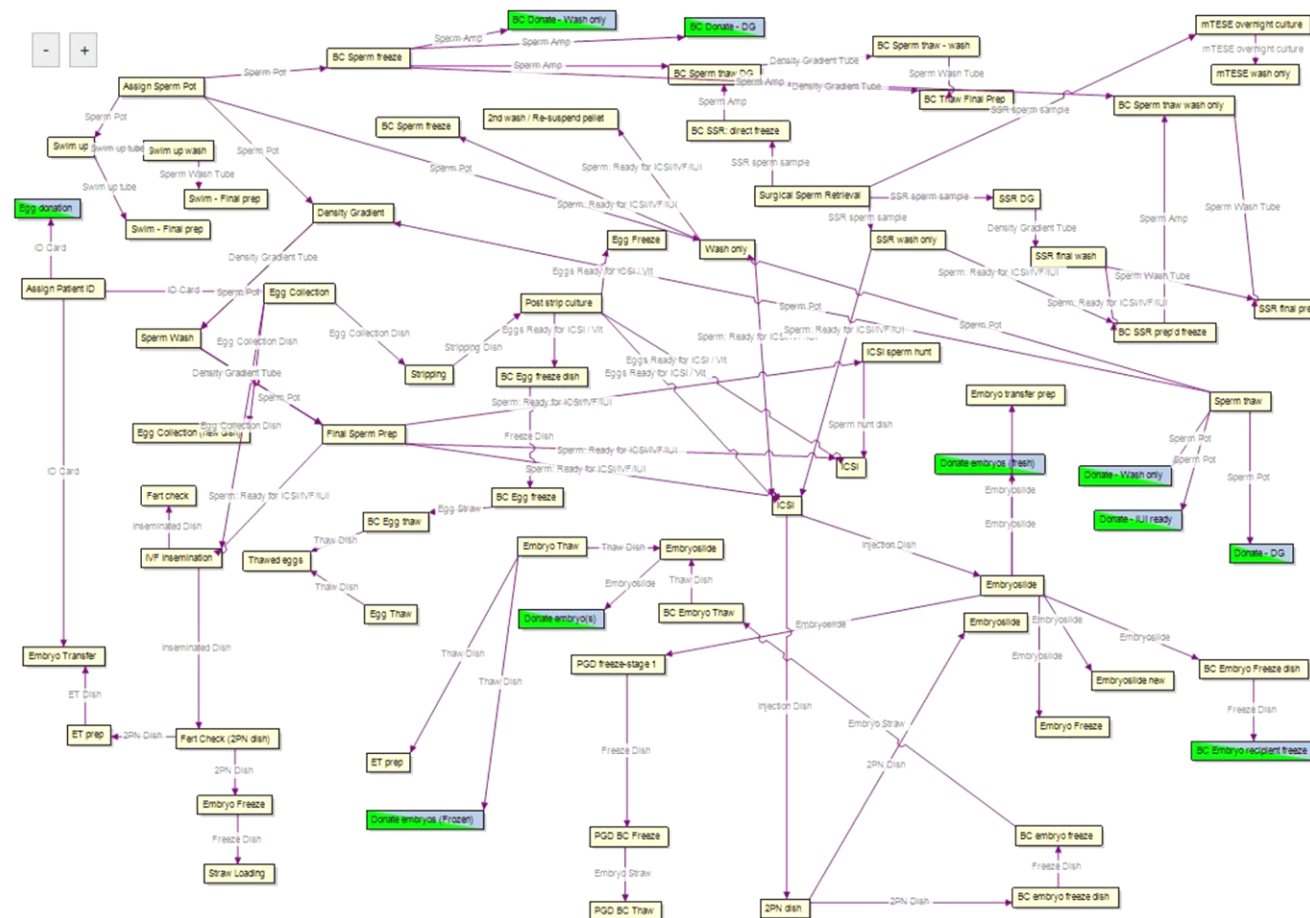 -
+
BC Donate - Wash only
BC Donate - DG
mTESE overnight culture
Sperm Amp
Sperm Amp
BC Sperm freeze
BC Sperm thaw - wash
mTESE overnight culture
Density Gradient Tube
Sperm Pot
Sperm Amp
mTESE wash only
BC Sperm thaw DG
Sperm Wash Tube
Assign Sperm Pot
Sperm Amp
Density Gradient Tube
BC Thaw Final Prep
BC Sperm thaw wash only
Sperm Pot
Sperm Amp
SSR sperm sample
BC Sperm freeze
2nd wash / Re-suspend pellet
BC SSR: direct freeze
Swim up
Swim up tube
Swim up wash
Sperm Pot
Sperm Pot
Sperm: Ready for ICSI/IVF/IUI
SSR sperm sample
Swim up tube
Sperm Wash Tube
Swim - Final prep
Surgical Sperm Retrieval
SSR sperm sample
SSR DG
Egg donation
Density Gradient
Sperm: Ready for ICSI/IVF/IUI
Sperm Wash Tube
Swim - Final prep
SSR sperm sample
Density Gradient Tube
Sperm Amp
ID Card
Egg Freeze
Wash only
SSR wash only
SSR final wash
Density Gradient Tube
Eggs Ready for ICSI / Vit
Sperm: Ready for ICSI/IVF/IUI
Sperm Wash Tube
Assign Patient ID
ID Card
Sperm Pot
Egg Collection
Post strip culture
Sperm Pot
SSR final prep
Sperm Wash
Egg Collection Dish
Egg Collection Dish
Stripping Dish
Eggs Ready for ICSI / Vit
Sperm: Ready for ICSI/IVF/IUI
Sperm Pot
BC SSR prep'd freeze
Stripping
Eggs Ready for ICSI / Vit
Eggs Ready for ICSI / Vit
ICSI sperm hunt
BC Egg freeze dish
Density Gradient Tube
Sperm Pot
Sperm: Ready for ICSI/IVF/IUI
Embryo transfer prep
Sperm thaw
Egg Collection Dish
Sperm hunt dish
Final Sperm Prep
Freeze Dish
Sperm Pot
Sperm Pot
Sperm: Ready for ICSI/IVF/IUI
ICSI
Donate embryos (fresh)
Donate - Wash only
Sperm Pot
ID Card
Sperm: Ready for ICSI/IVF/IUI
Fert check
Sperm: Ready for ICSI/IVF/IUI
BC Egg freeze
ICSI
Embryoslide
Egg Straw
BC Egg thaw
Donate - IUI ready
Inseminated Dish
Embryoslide
Thaw Dish
Injection Dish
IVF Insemination
Thawed eggs
Embryo Thaw
Thaw Dish
Embryoslide
Donate - DG
Thaw Dish
Embryoslide
Thaw Dish
Embryoslide
Egg Thaw
Donate embryo(s)
BC Embryo Thaw
Embryoslide
Embryoslide
Embryoslide
Embryoslide
Embryoslide
Inseminated Dish
Embryo Transfer
Thaw Dish
PGD freeze-stage 1
BC Embryo Freeze dish
Thaw Dish
Embryoslide new
ET Dish
Injection Dish
Freeze Dish
Embryo Straw
Embryo Freeze
ET prep
2PN Dish
Fert Check (2PN dish)
Freeze Dish
BC Embryo recipient freeze
ET prep
2PN Dish
2PN Dish
Embryo Freeze
Donate embryos (Frozen)
Freeze Dish
PGD BC Freeze
BC embryo freeze
Straw Loading
Embryo Straw
Freeze Dish
PGD BC Thaw
2PN dish
2PN Dish
BC embryo freeze dish